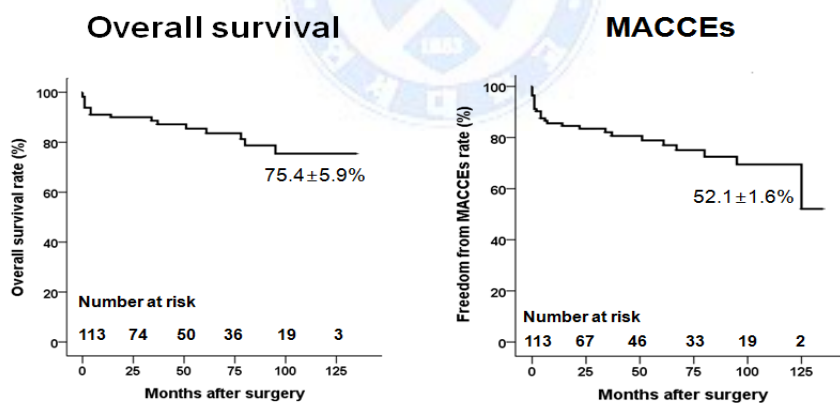 Overall survival
MACCEs
1885
Overall survival rate (%)
100
80
60
40
20
0
75.4±5.9%
Number at risk
113 74 50 36 19 3
0 25 50 75 100 125
Months after surgery
Freedom from MACCEs rate (%)
100
80
60
40
20
0
52.1±1.6%
Number at risk
113 67 46 33 19 2
0 25 50 75 100 125
Months after surgery